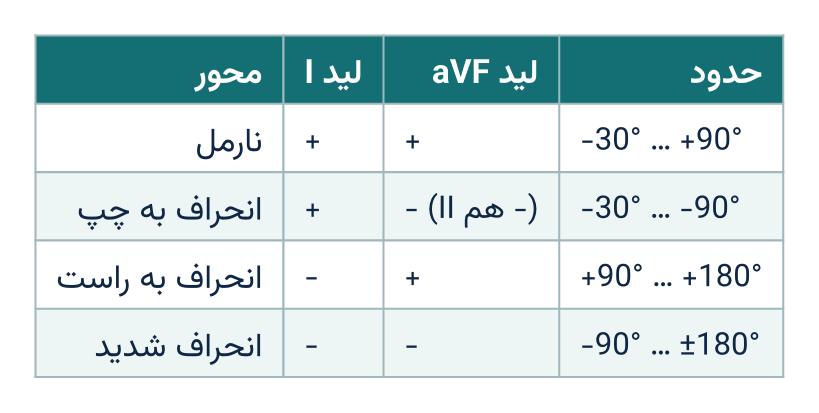 محور	لید I	لید aVF	حدود
نارمل	+	+	−30° … +90°
انحراف به چپ	+	− (II هم −)	−30° … −90°
انحراف به راست	−	+	+90° … +180°
انحراف شدید	−	−	−90° … ±180°